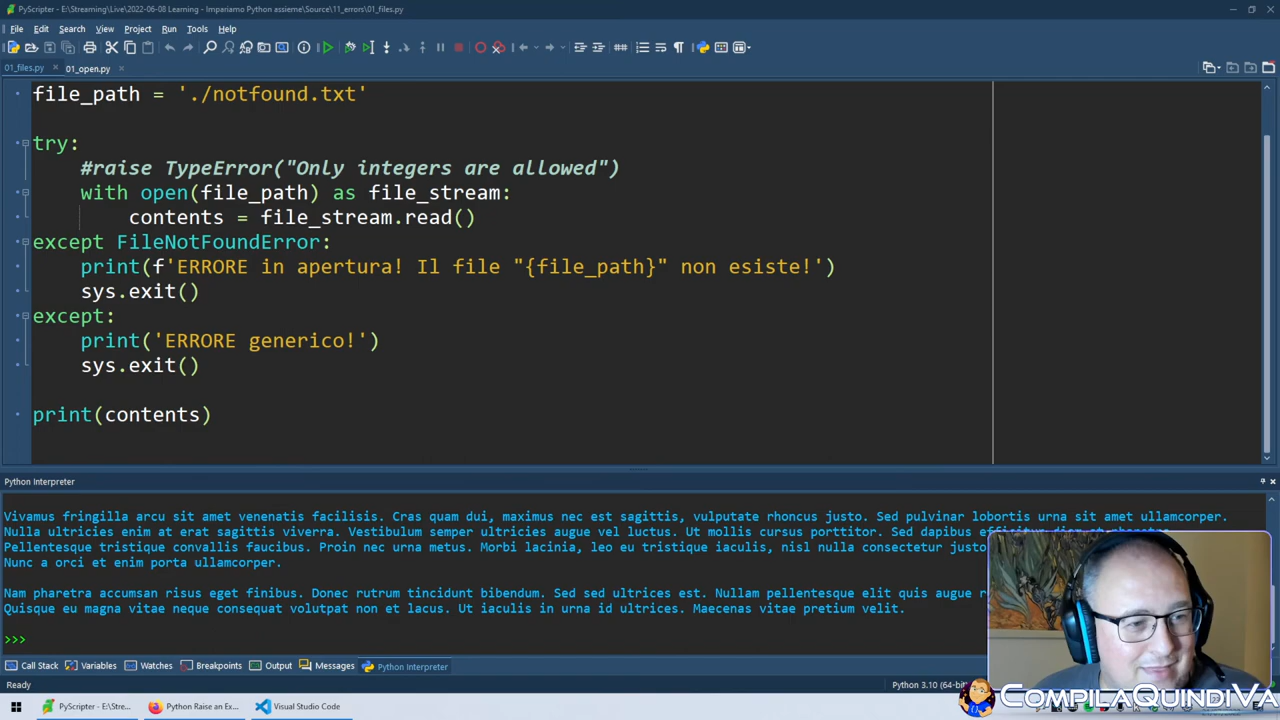 PyScripter - E:\Streaming\Live\2022-06-08 Learning - Impariamo Python assieme\Source\11_errors\01_files.py
File Edit Search View Project Run Tools Help
01_files.py 01_open.py
file_path = './notfound.txt'
try:
#raise TypeError("Only integers are allowed")
with open(file_path) as file_stream:
contents = file_stream.read()
except FileNotFoundError:
print(f'ERRORE in apertura! Il file "{file_path}" non esiste!')
sys.exit()
except:
print('ERRORE generico!')
sys.exit()
print(contents)
Python Interpreter
Vivamus fringilla arcu sit amet venenatis facilisis. Cras quam dui, maximus nec est sagittis, vulputate rhoncus justo. Sed pulvinar lobortis urna sit amet ullamcorper.
Nulla ultricies enim at erat sagittis viverra. Vestibulum semper ultricies augue vel luctus. Ut mollis cursus porttitor. Sed dapibus
Pellentesque tristique convallis faucibus. Proin nec urna metus. Morbi lacinia, leo eu tristique iaculis, nisl nulla consectetur justo
Nunc a orci et enim porta ullamcorper.
Nam pharetra accumsan risus eget finibus. Donec rutrum tincidunt bibendum. Sed sed ultrices est. Nullam pellentesque elit quis augue
Quisque eu magna vitae neque consequat volutpat non et lacus. Ut iaculis in urna id ultrices. Maecenas vitae pretium velit.
>>>
Call Stack Variables Watches Breakpoints Output Messages Python Interpreter
Ready Python 3.10 (64-bit)
PyScripter - E:\Stre... Python Raise an Ex... Visual Studio Code
COMPILAQUINDIVA